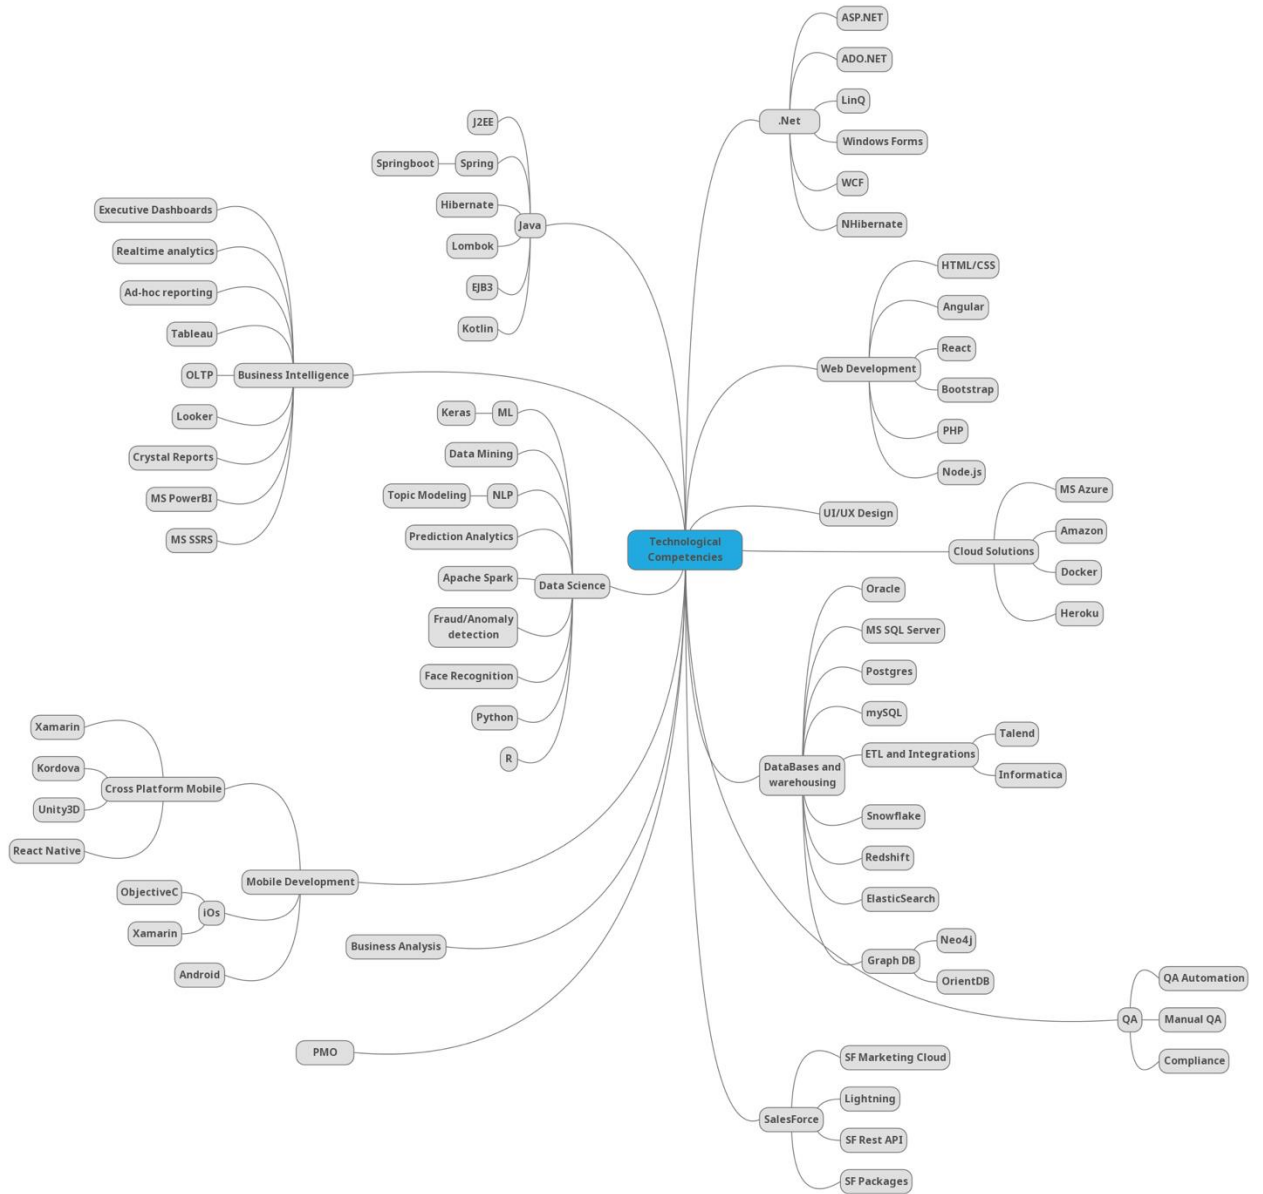 Technological
Competencies
.Net
ASP.NET
ADO.NET
LinQ
Windows Forms
WCF
NHibernate
Web Development
HTML/CSS
Angular
React
Bootstrap
PHP
Node.js
UI/UX Design
Cloud Solutions
MS Azure
Amazon
Docker
Heroku
DataBases and
warehousing
Oracle
MS SQL Server
Postgres
mySQL
ETL and Integrations
Talend
Informatica
Snowflake
Redshift
ElasticSearch
Graph DB
Neo4j
OrientDB
QA
QA Automation
Manual QA
Compliance
SalesForce
SF Marketing Cloud
Lightning
SF Rest API
SF Packages
Java
J2EE
Spring
Springboot
Hibernate
Lombok
EJB3
Kotlin
Business Intelligence
Executive Dashboards
Realtime analytics
Ad-hoc reporting
Tableau
OLTP
Looker
Crystal Reports
MS PowerBI
MS SSRS
Data Science
ML
Keras
Data Mining
NLP
Topic Modeling
Prediction Analytics
Apache Spark
Fraud/Anomaly
detection
Face Recognition
Python
R
Mobile Development
Cross Platform Mobile
Xamarin
Kordova
Unity3D
React Native
iOs
ObjectiveC
Xamarin
Android
Business Analysis
PMO